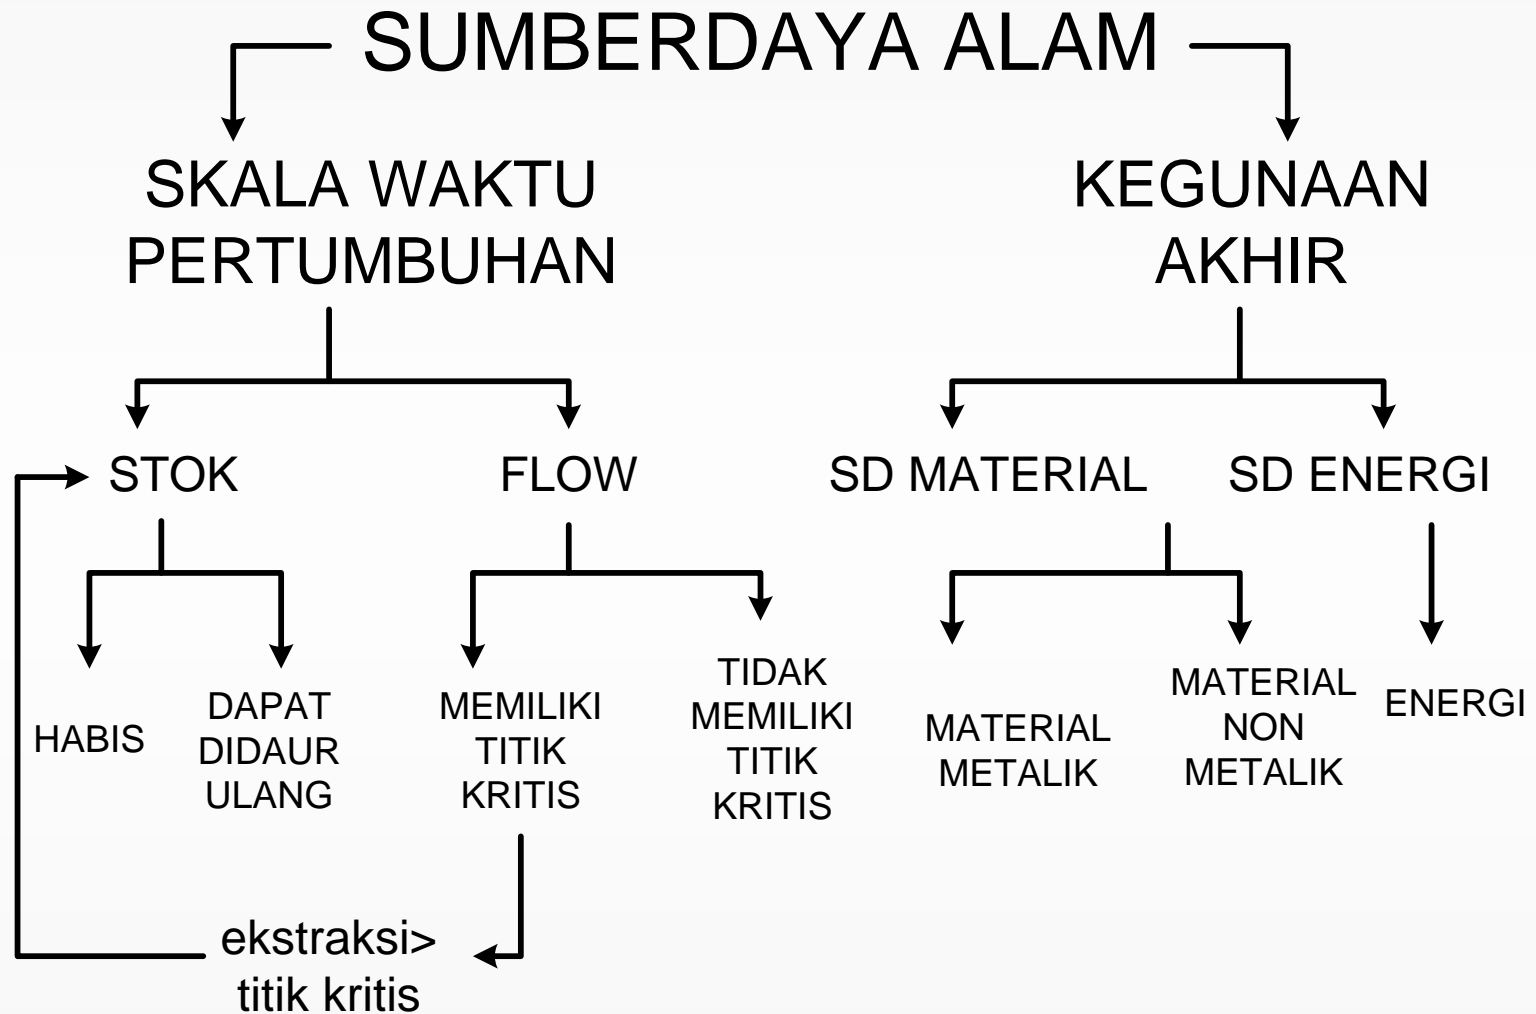 SUMBERDAYA ALAM
SKALA WAKTU
PERTUMBUHAN
KEGUNAAN
AKHIR
STOK
FLOW
SD MATERIAL
SD ENERGI
HABIS
DAPAT
DIDAUR
ULANG
MEMILIKI
TITIK
KRITIS
TIDAK
MEMILIKI
TITIK
KRITIS
MATERIAL
METALIK
MATERIAL
NON
METALIK
ENERGI
ekstraksi>
titik kritis